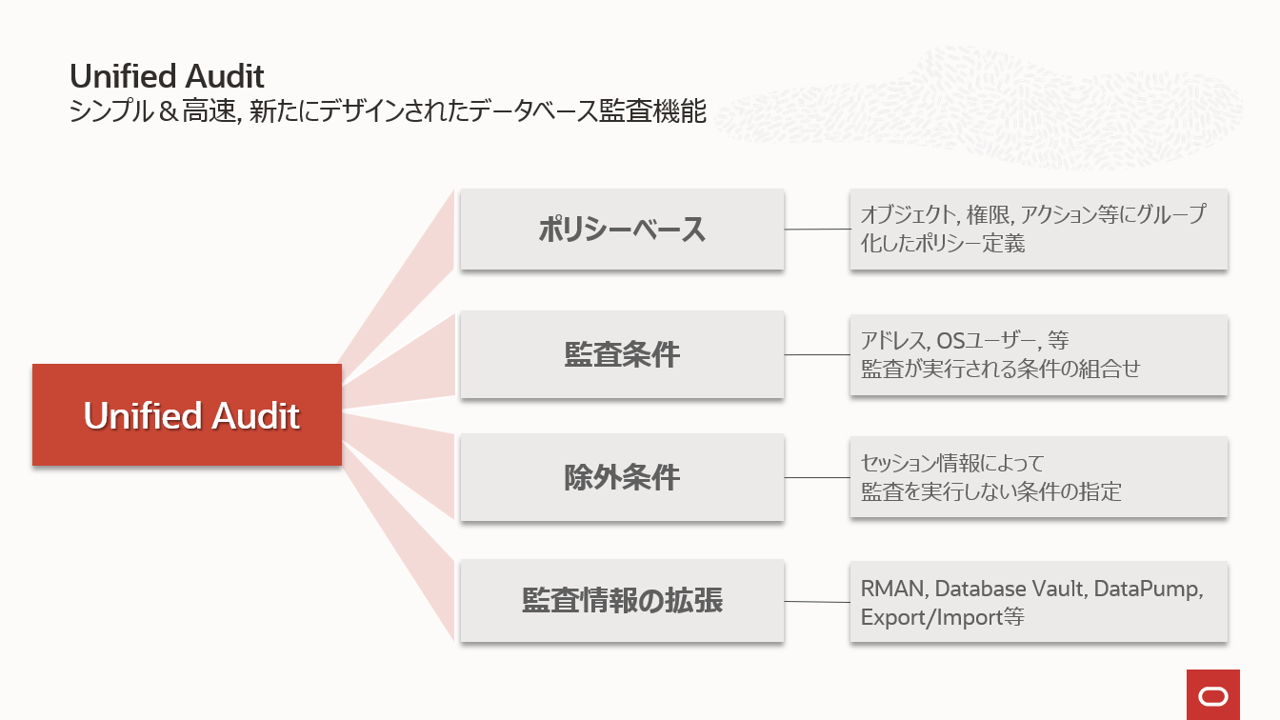 Unified Audit
シンプル＆高速, 新たにデザインされたデータベース監査機能
Unified Audit
ポリシーベース
オブジェクト, 権限, アクション等にグループ
化したポリシー定義
監査条件
アドレス, OSユーザー, 等
監査が実行される条件の組合せ
除外条件
セッション情報によって
監査を実行しない条件の指定
監査情報の拡張
RMAN, Database Vault, DataPump,
Export/Import等